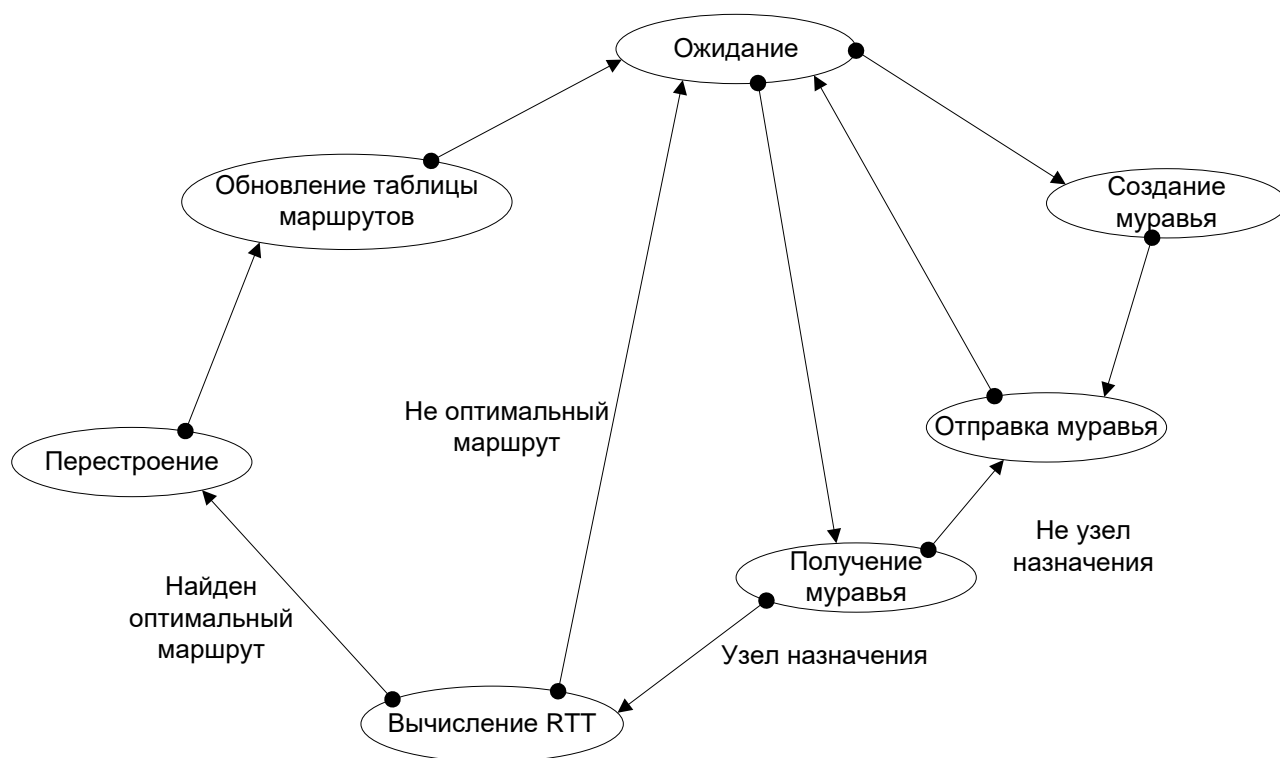 Ожидание
Обновление таблицы
маршрутов
Создание
муравья
Не оптимальный
маршрут
Отправка муравья
Перестроение
Не узел
назначения
Получение
муравья
Найден
оптимальный
маршрут
Узел назначения
Вычисление RTT